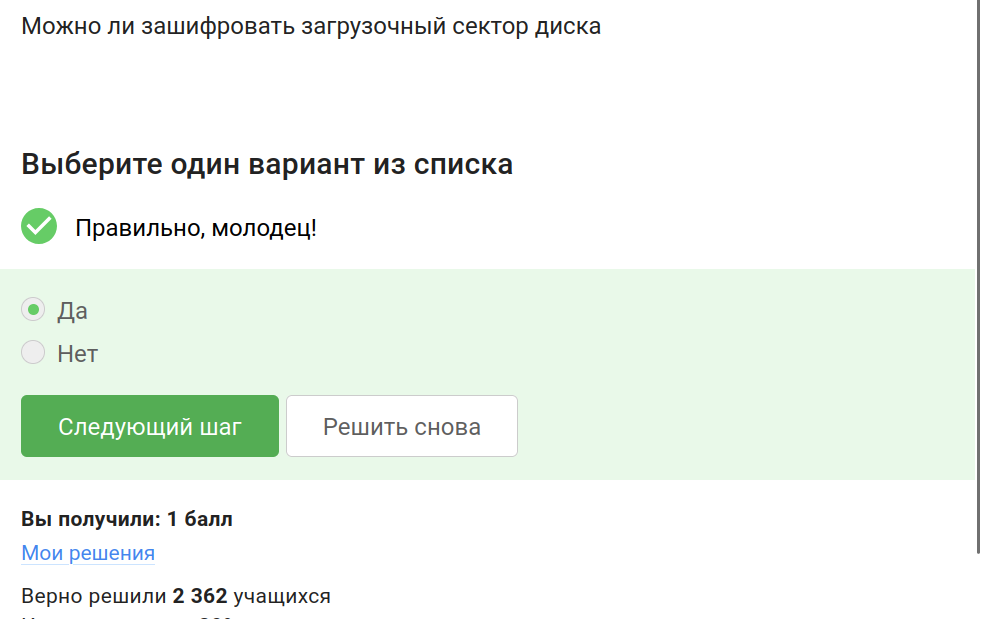 Можно ли зашифровать загрузочный сектор диска
Выберите один вариант из списка
Правильно, молодец!
Да
Нет
Следующий шаг
Решить снова
Вы получили: 1 балл
Мои решения
Верно решили 2 362 учащихся